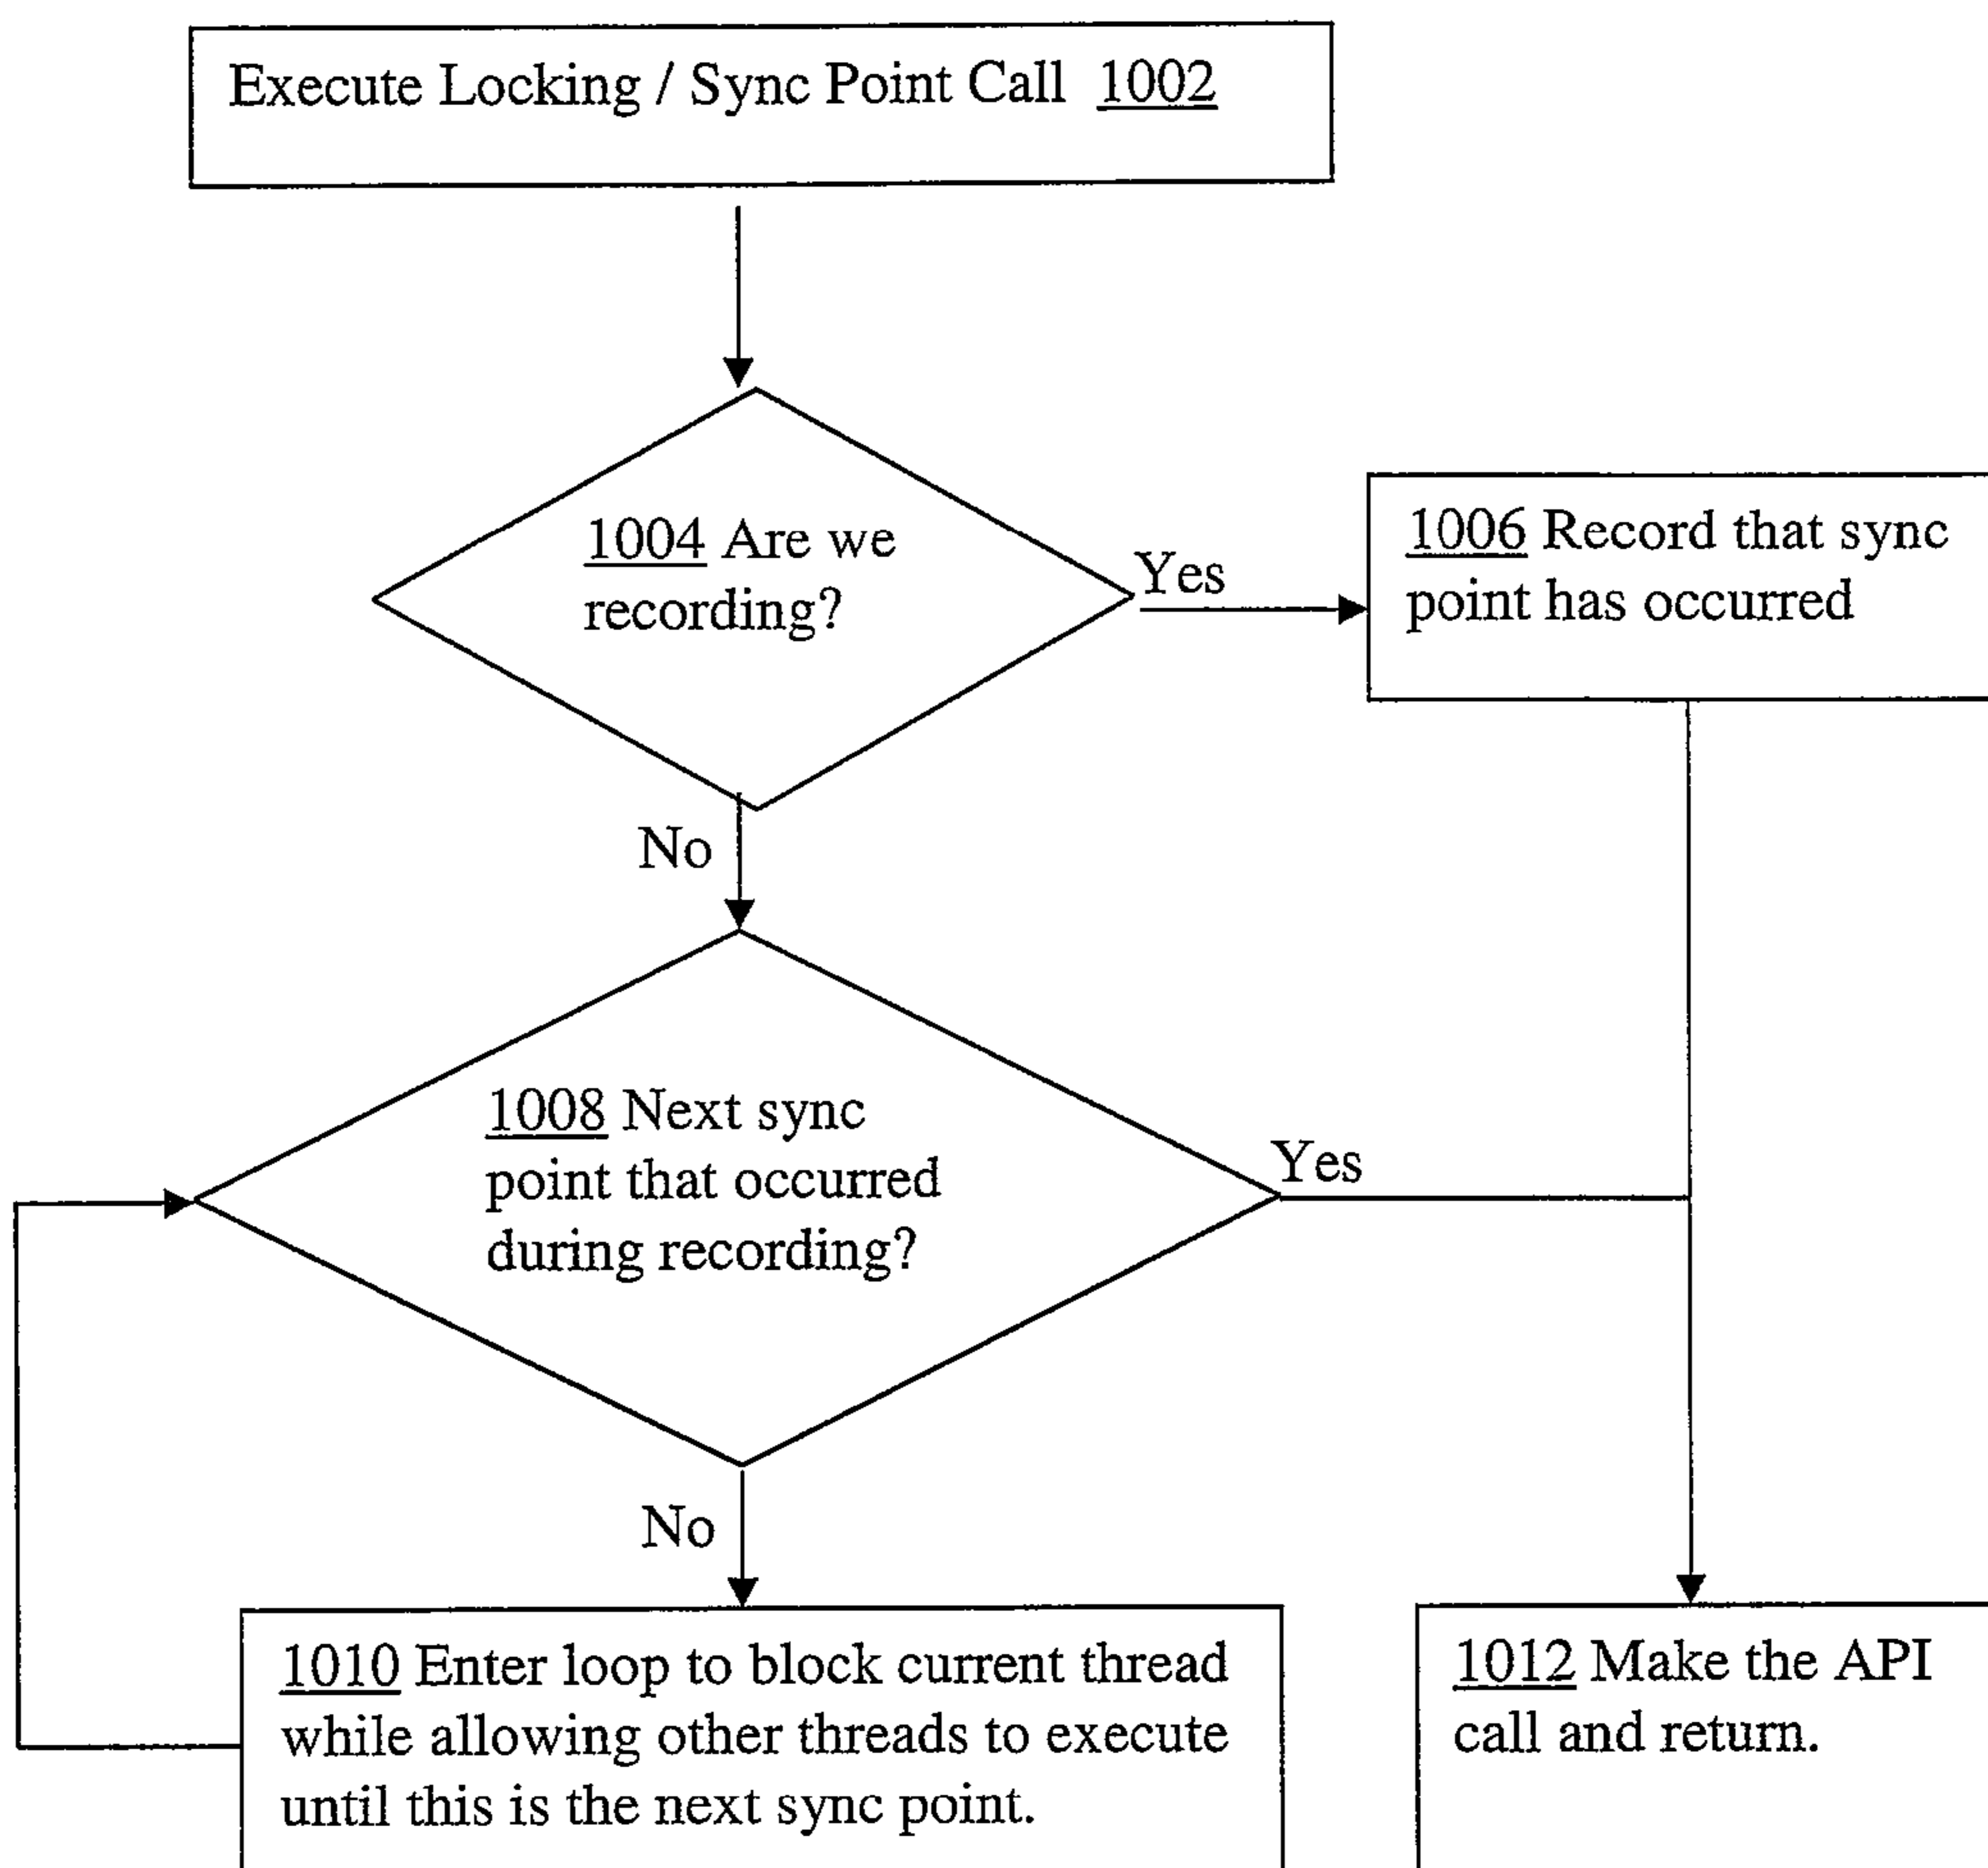 Execute Locking / Sync Point Call 1002
1004 Are we
recording?
Yes
1006 Record that sync
point has occurred
No
1008 Next sync
point that occurred
during recording?
Yes
No
1010 Enter loop to block current thread
while allowing other threads to execute
until this is the next sync point.
1012 Make the API
call and return.